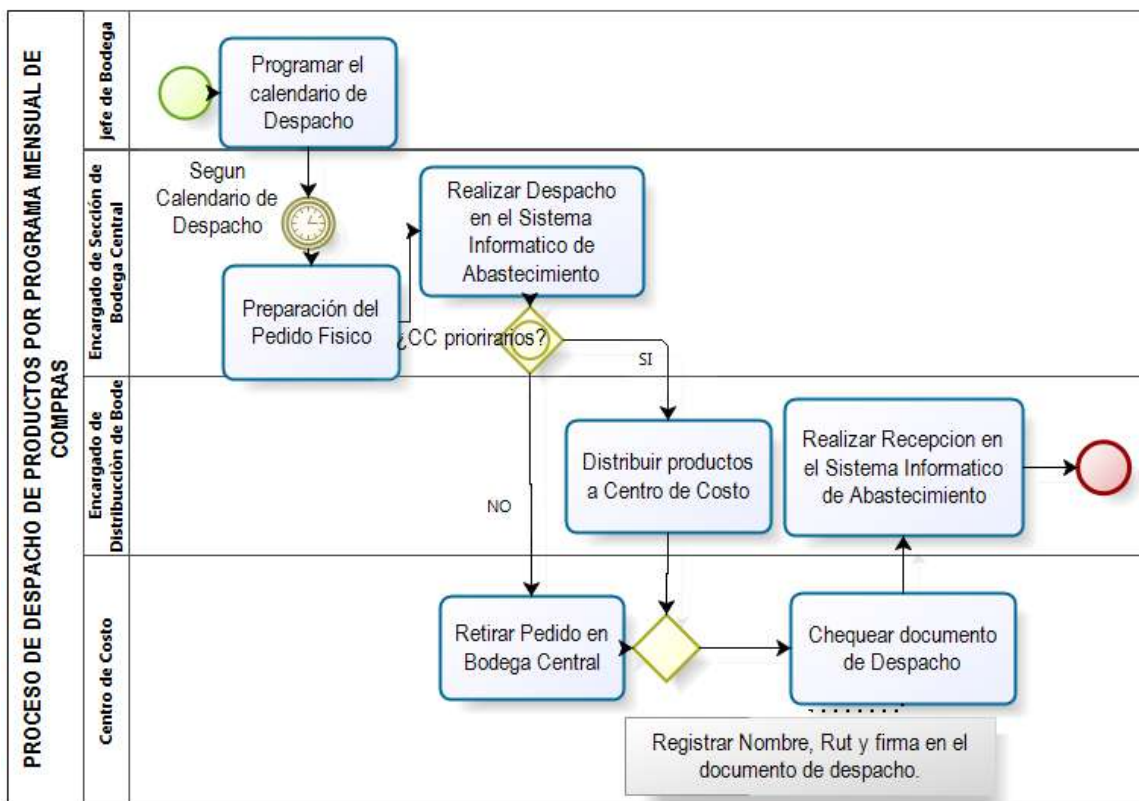 PROCESO DE DESPACHO DE PRODUCTOS POR PROGRAMA MENSUAL DE
COMPRAS
jefe de Bodega
Programar el
calendario de
Despacho
Encargado de Sección de
Bodega Central
Segun
Calendario de
Despacho
Realizar Despacho
en el Sistema
Informatico de
Abastecimiento
Preparación del
Pedido Fisico
¿CC priorirarios?
SI
Encargado de
Distribucción de Bode
NO
Distribuir productos
a Centro de Costo
Realizar Recepcion en
el Sistema Informatico
de Abastecimiento
Centro de Costo
Retirar Pedido en
Bodega Central
Chequear documento
de Despacho
Registrar Nombre, Rut y firma en el
documento de despacho.